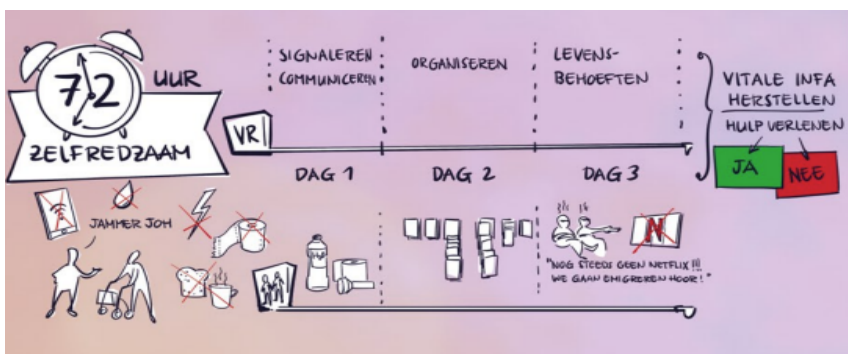 72
UUR
ZELFREDZAAM
VR
SIGNALEREN
COMMUNICEREN
ORGANISEREN
LEVENS-
BEHOEFTEN
VITALE INFA
HERSTELLEN
HULP VERLENEN
JA
NEE
DAG 1
DAG 2
DAG 3
JAMMER JOH
N
"NOG STEEDS GEEN NETFLIX!!!
WE GAAN EMIGREREN HOOR!"